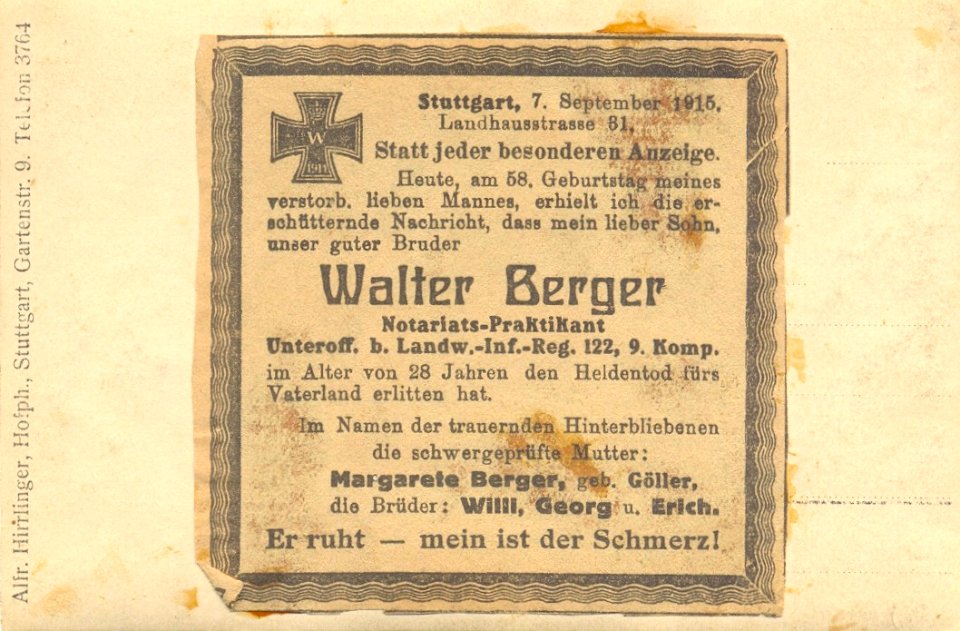 Alfr. Hirrlinger, Hofph., Stuttgart, Gartenstr. 9. Telefon 3764
W
Stuttgart, 7. September 1915.
Landhausstrasse 81.
Statt jeder besonderen Anzeige.
Heute, am 58. Geburtstag meines
verstorb. lieben Mannes, erhielt ich die er-
schütternde Nachricht, dass mein lieber Sohn,
unser guter Bruder
Walter Berger
Notariats-Praktikant
Unteroff. b. Landw.-Inf.-Reg. 122, 9. Komp.
im Alter von 28 Jahren den Heldentod fürs
Vaterland erlitten hat.
Im Namen der trauernden Hinterbliebenen
die schwergeprüfte Mutter:
Margarete Berger, geb. Göller,
die Brüder: Willi, Georg u. Erich.
Er ruht — mein ist der Schmerz!